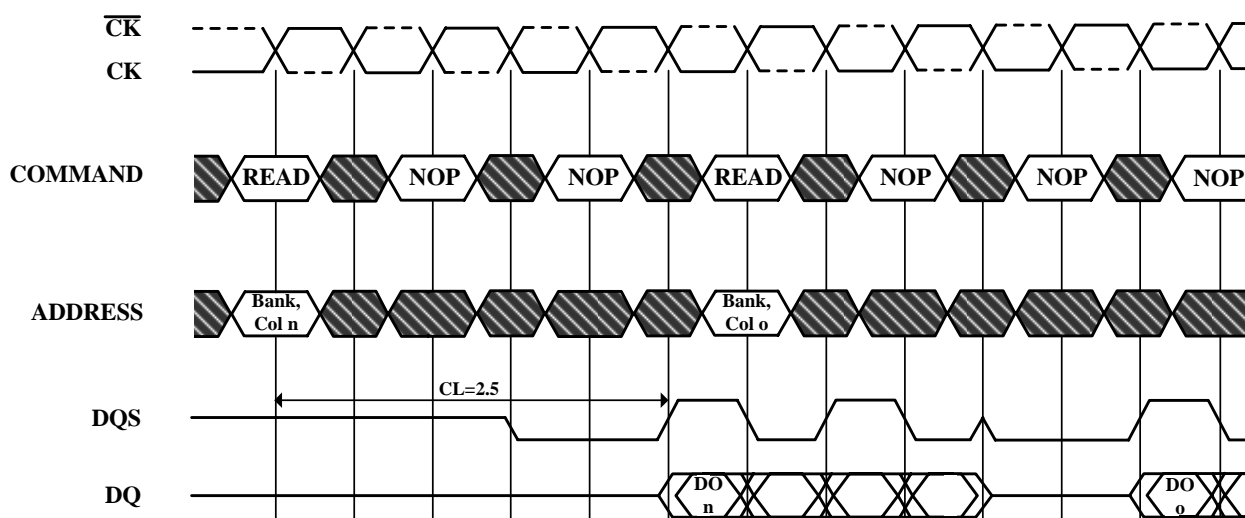 CK
CK
COMMAND
READ NOP NOP READ NOP NOP NOP
ADDRESS
Bank,
Col n
Bank,
Col o
CL=2.5
DQS
DQ
DO
n
DO
o